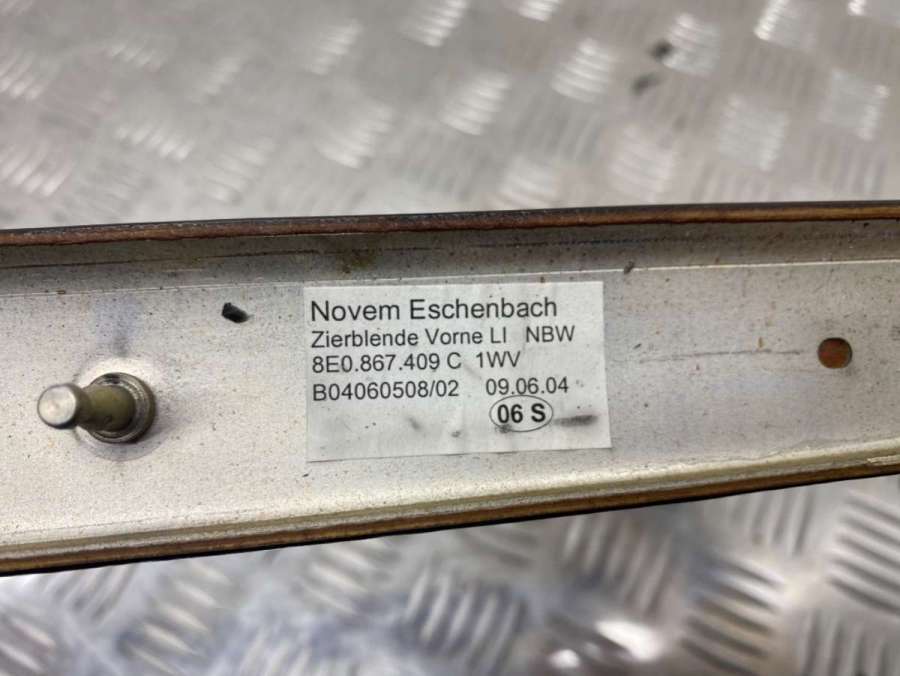 Novem Eschenbach
Zierblende Vorne LI NBW
8E0.867.409 C 1WV
B04060508/02 09.06.04
06 S